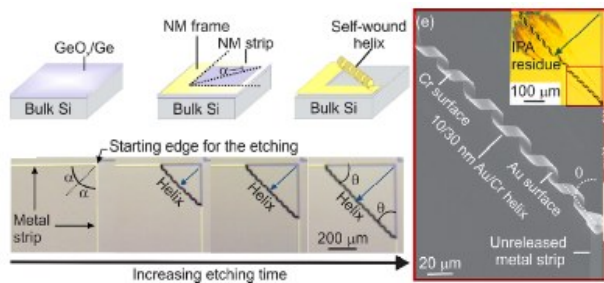 GeOₓ/Ge
NM frame
NM strip
α
Self-wound
helix
Bulk Si
Bulk Si
Bulk Si
Starting edge for the etching
α
α
Metal
strip
Helix
Helix
θ
Helix
θ
200 µm
Increasing etching time
(e)
IPA
residue
100 µm
Cr surface
10/30 nm Au/Cr helix
Au surface
θ
Unreleased
metal strip
20 µm